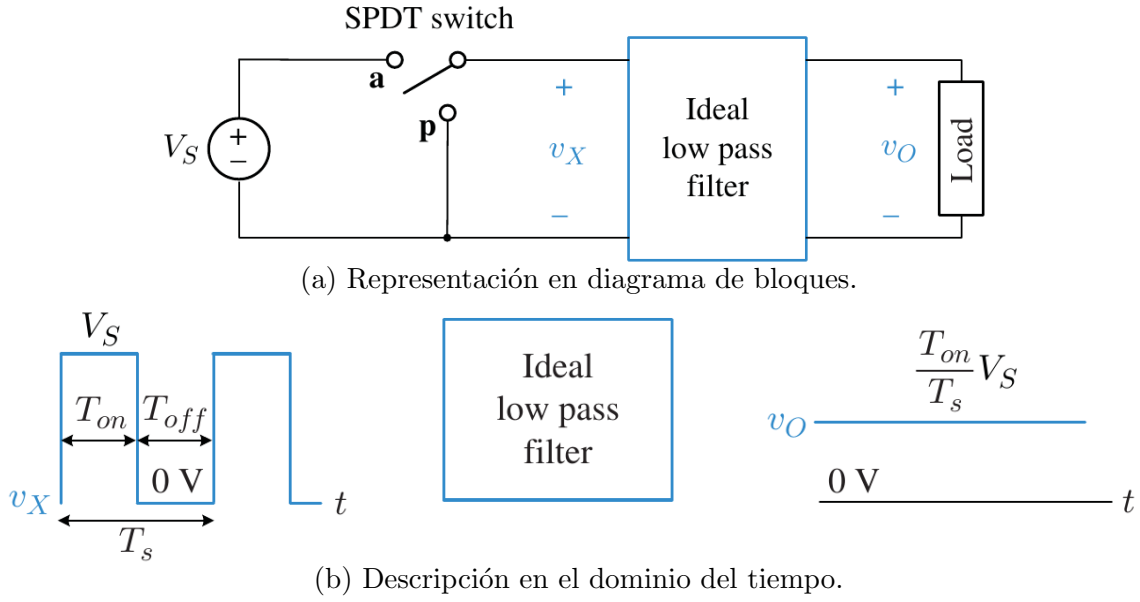 SPDT switch
a
p
V_S
+
−
+
v_X
−
Ideal
low pass
filter
+
v_O
−
Load
(a) Representación en diagrama de bloques.
V_S
T_on T_off
0 V
v_X
t
T_s
Ideal
low pass
filter
T_on/T_s V_S
v_O
0 V
t
(b) Descripción en el dominio del tiempo.